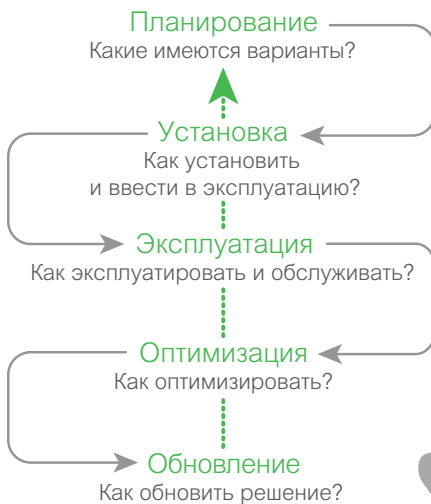 Планирование
Какие имеются варианты?
Установка
Как установить
и ввести в эксплуатацию?
Эксплуатация
Как эксплуатировать и обслуживать?
Оптимизация
Как оптимизировать?
Обновление
Как обновить решение?